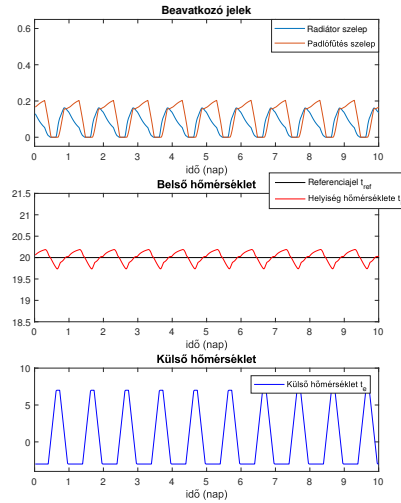 Beavatkozó jelek
Radiátor szelep
Padlófűtés szelep
0.6
0.4
0.2
0
0 1 2 3 4 5 6 7 8 9 10
idő (nap)
Belső hőmérséklet
Referenciajel t_ref
Helyiség hőmérséklete t
21.5
21
20.5
20
19.5
19
18.5
0 1 2 3 4 5 6 7 8 9 10
idő (nap)
Külső hőmérséklet
Külső hőmérséklet t_e
10
5
0
0 1 2 3 4 5 6 7 8 9 10
idő (nap)